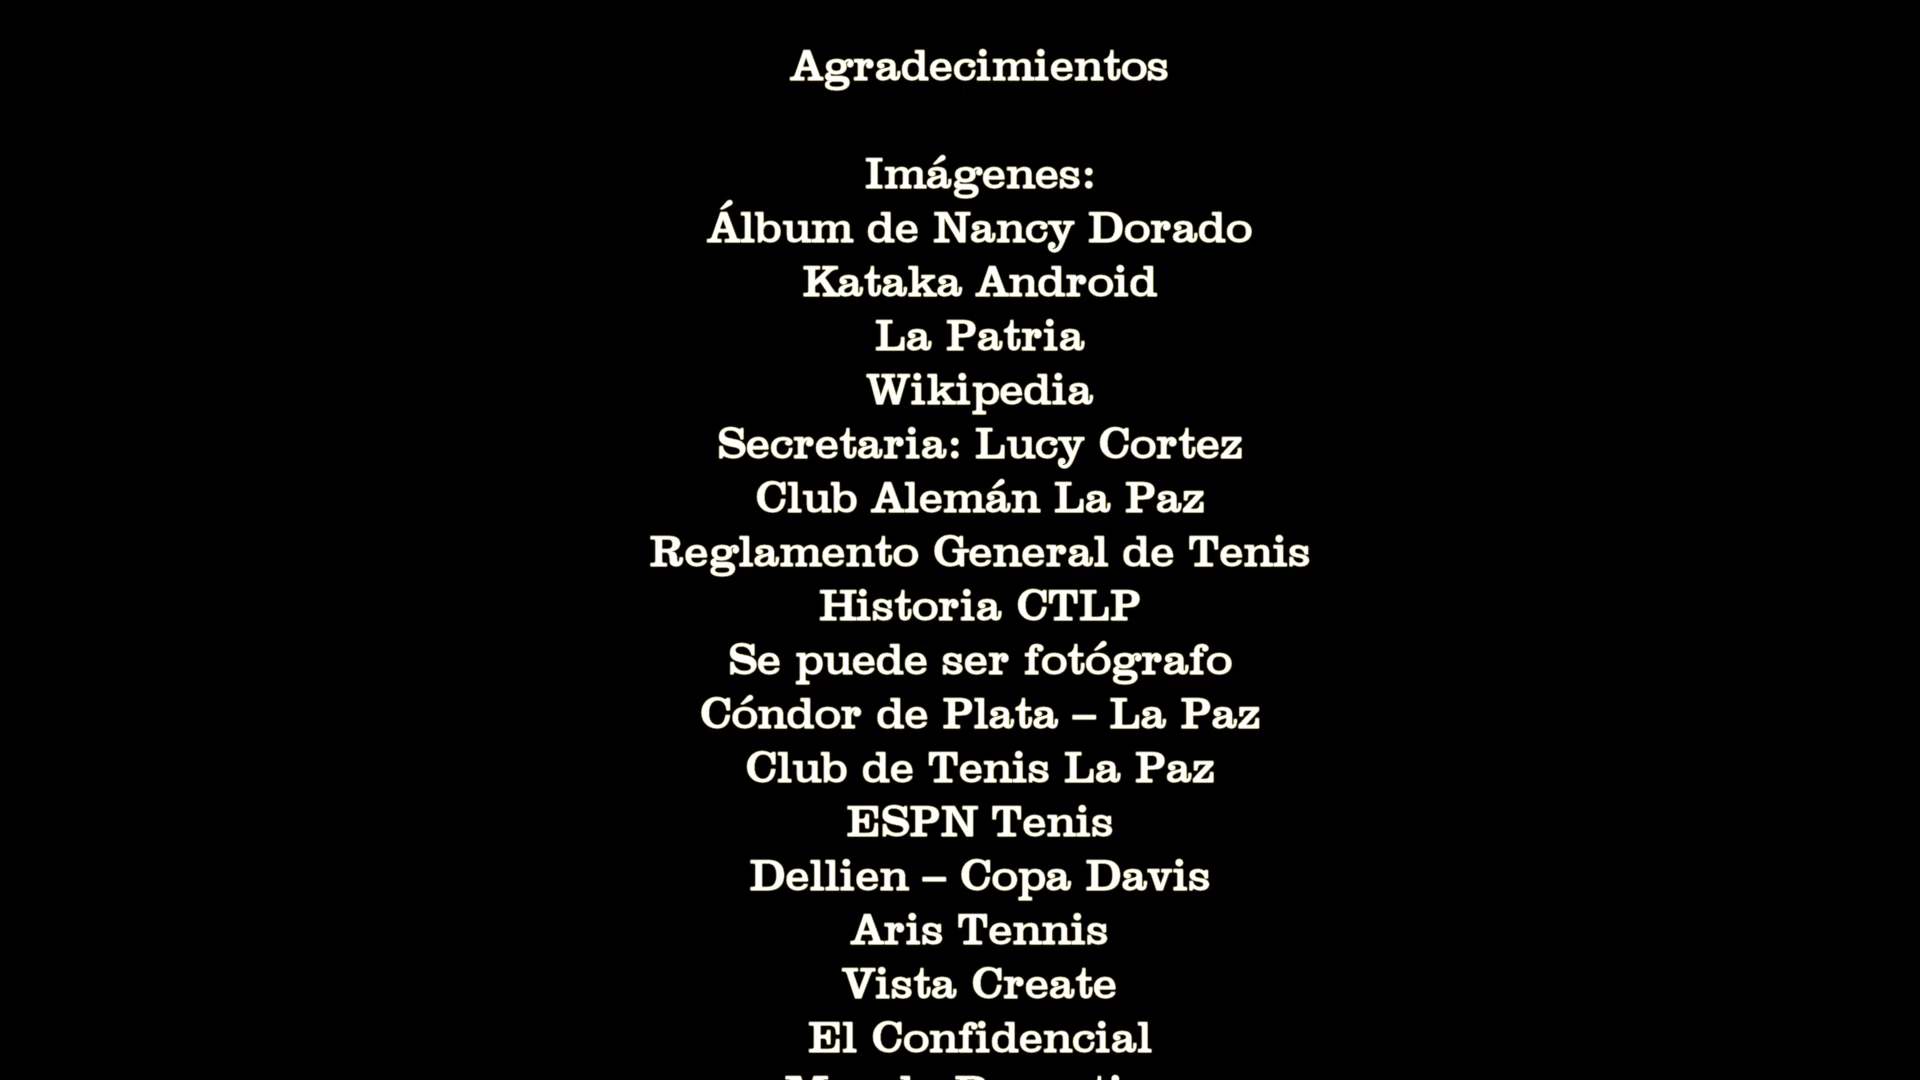 Agradecimientos
Imágenes:
Álbum de Nancy Dorado
Kataka Android
La Patria
Wikipedia
Secretaria: Lucy Cortez
Club Alemán La Paz
Reglamento General de Tenis
Historia CTLP
Se puede ser fotógrafo
Cóndor de Plata – La Paz
Club de Tenis La Paz
ESPN Tenis
Dellien – Copa Davis
Aris Tennis
Vista Create
El Confidencial